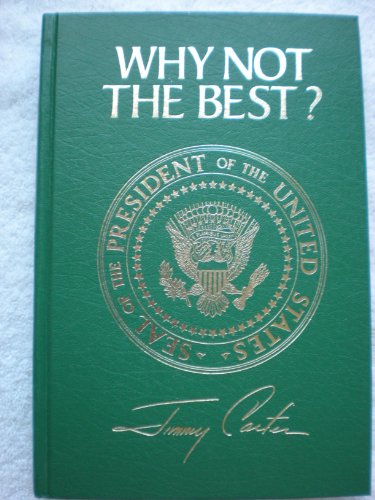 WHY NOT
THE BEST?
SEAL OF THE PRESIDENT OF THE UNITED STATES
Jimmy Carter